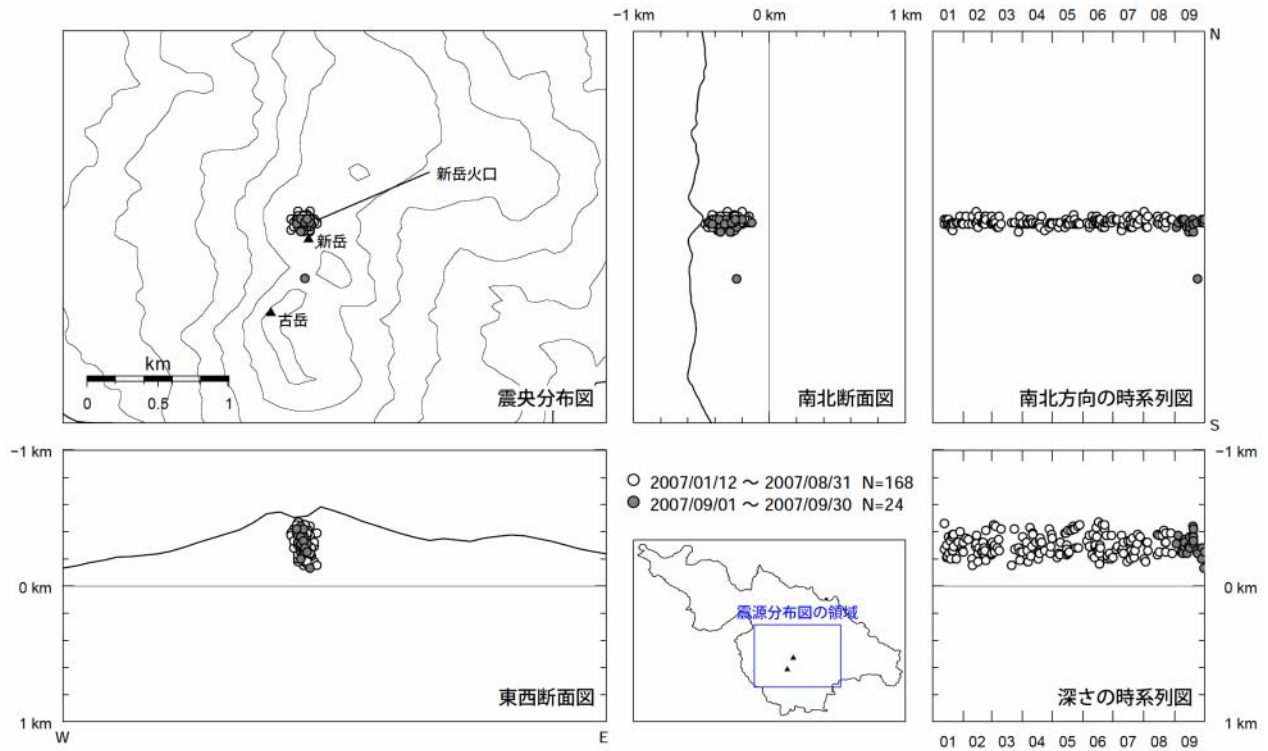 −1 km 0 km 1 km
01 02 03 04 05 06 07 08 09
N
新岳火口
新岳
古岳
km
0 0.5 1
震央分布図
南北断面図
南北方向の時系列図
S
−1 km
0 km
1 km
W E
東西断面図
2007/01/12 ～ 2007/08/31 N=168
2007/09/01 ～ 2007/09/30 N=24
震源分布図の領域
−1 km
0 km
1 km
深さの時系列図
01 02 03 04 05 06 07 08 09